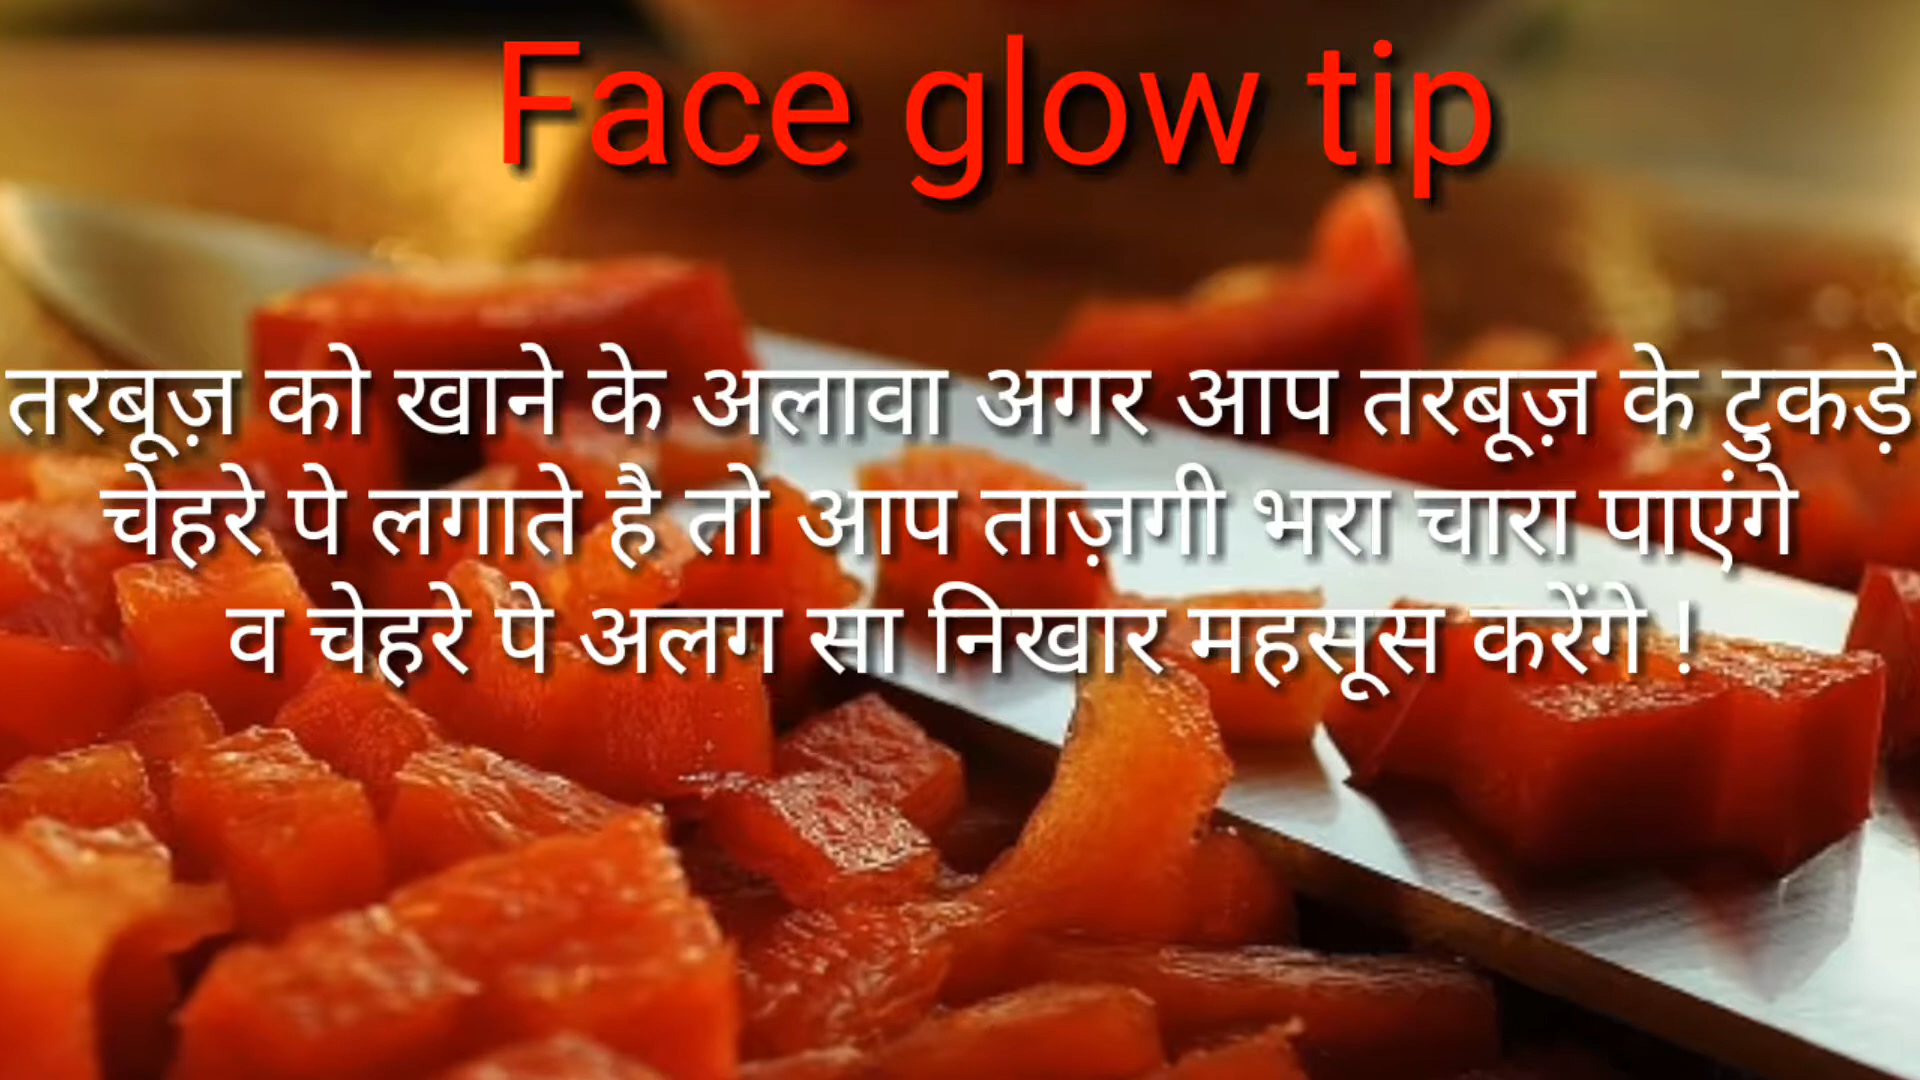 Face glow tip
तरबूज़ को खाने के अलावा अगर आप तरबूज़ के टुकड़े
चेहरे पे लगाते है तो आप ताज़गी भरा चारा पाएंगे
व चेहरे पे अलग सा निखार महसूस करेंगे !